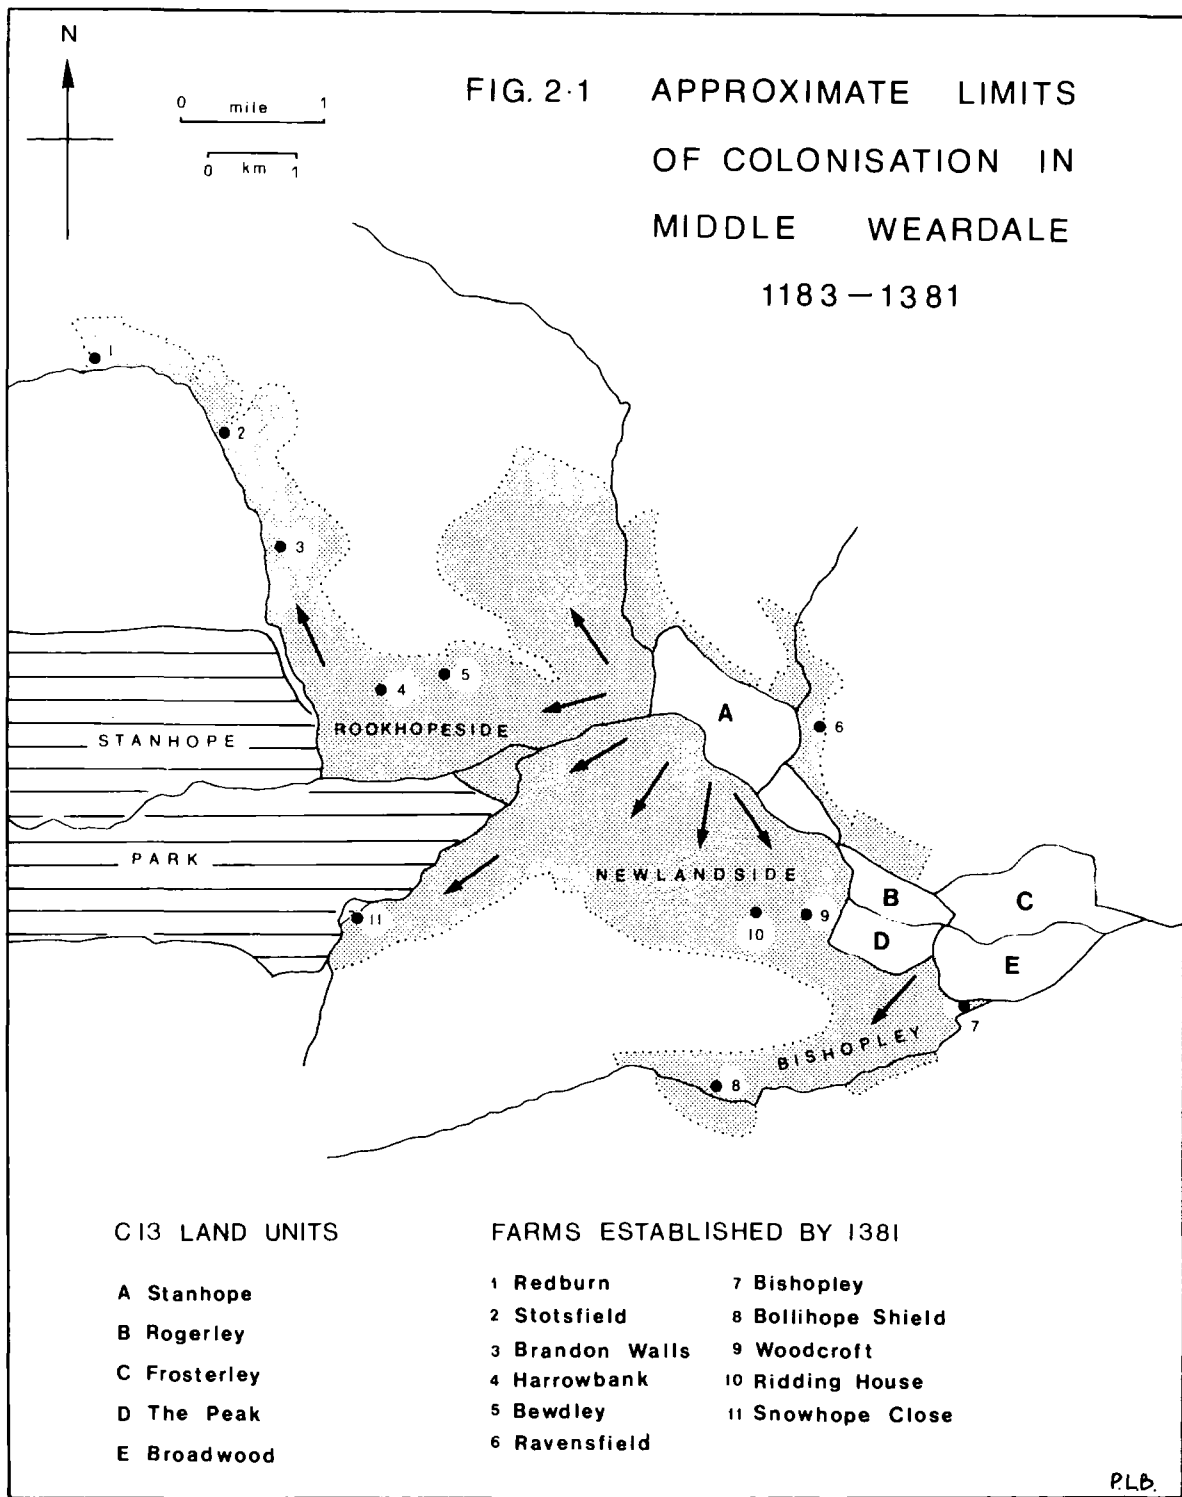 N
0 mile 1
0 km 1
FIG. 2·1 APPROXIMATE LIMITS
OF COLONISATION IN
MIDDLE WEARDALE
1183–1381
1
2
3
4
5
ROOKHOPESIDE
STANHOPE
PARK
A
6
NEWLANDSIDE
B
C
D
E
9
10
11
7
BISHOPLEY
8
C13 LAND UNITS
A Stanhope
B Rogerley
C Frosterley
D The Peak
E Broadwood
FARMS ESTABLISHED BY 1381
1 Redburn
2 Stotsfield
3 Brandon Walls
4 Harrowbank
5 Bewdley
6 Ravensfield
7 Bishopley
8 Bollihope Shield
9 Woodcroft
10 Ridding House
11 Snowhope Close
P.L.B.